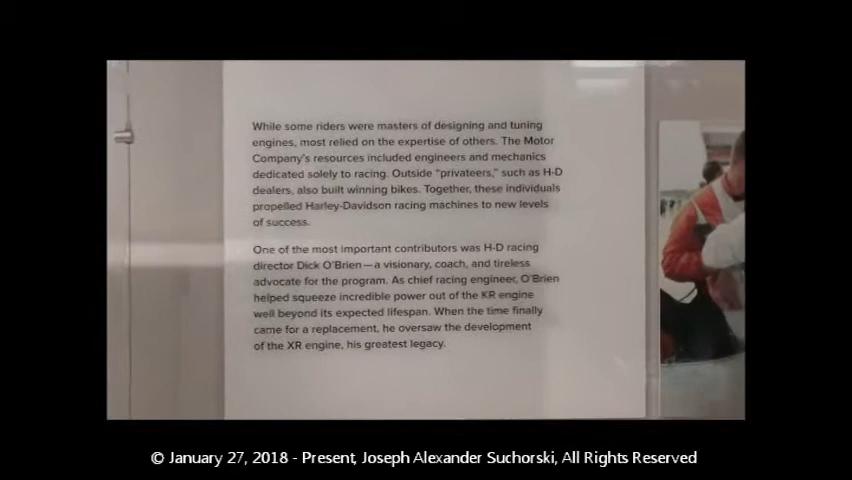 While some riders were masters of designing and tuning
engines, most relied on the expertise of others. The Motor
Company's resources included engineers and mechanics
dedicated solely to racing. Outside “privateers,” such as H-D
dealers, also built winning bikes. Together, these individuals
propelled Harley-Davidson racing machines to new levels
of success.
One of the most important contributors was H-D racing
director Dick O'Brien—a visionary, coach, and tireless
advocate for the program. As chief racing engineer, O'Brien
helped squeeze incredible power out of the KR engine
well beyond its expected lifespan. When the time finally
came for a replacement, he oversaw the development
of the XR engine, his greatest legacy.
© January 27, 2018 - Present, Joseph Alexander Suchorski, All Rights Reserved